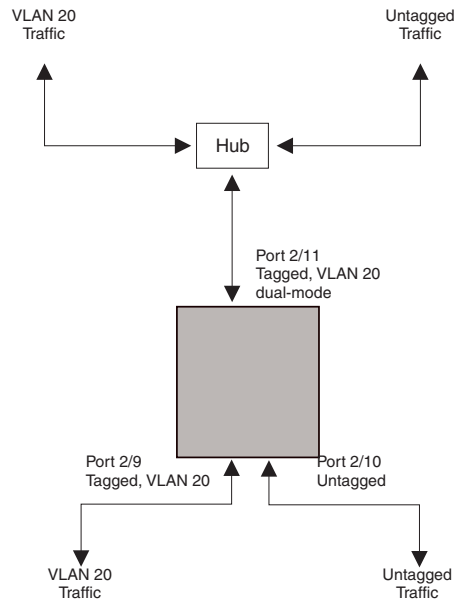 VLAN 20
Traffic
Untagged
Traffic
Hub
Port 2/11
Tagged, VLAN 20
dual-mode
Port 2/9
Tagged, VLAN 20
Port 2/10
Untagged
VLAN 20
Traffic
Untagged
Traffic